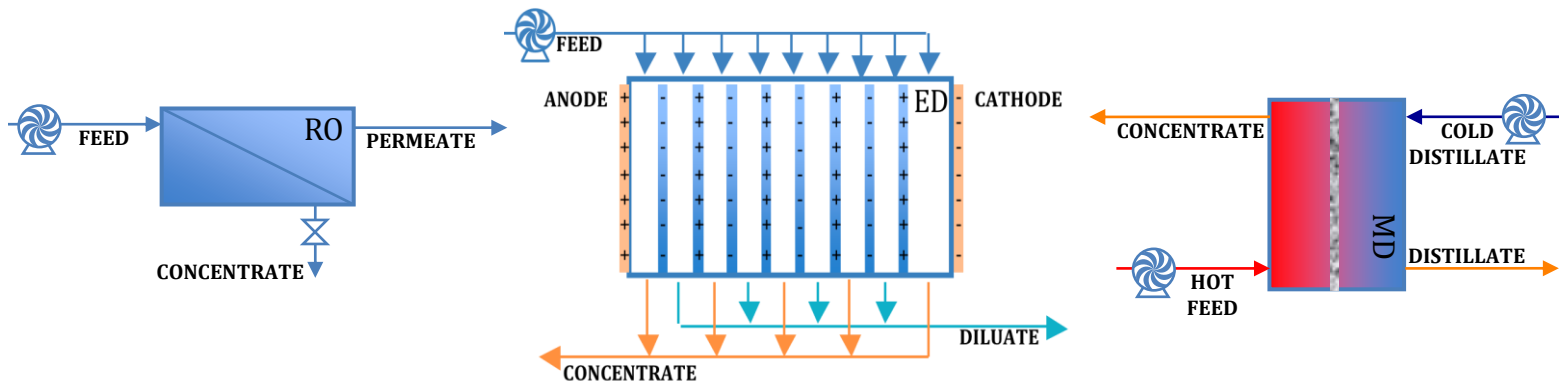 FEED
RO
PERMEATE
CONCENTRATE
FEED
ANODE
ED
CATHODE
+ - + - + - + - + -
+ - + - + - + - + -
+ - + - + - + - + -
+ - + - + - + - + -
+ - + - + - + - + -
+ - + - + - + - + -
+ - + - + - + - + -
DILUATE
CONCENTRATE
CONCENTRATE
COLD
DISTILLATE
MD
DISTILLATE
HOT
FEED